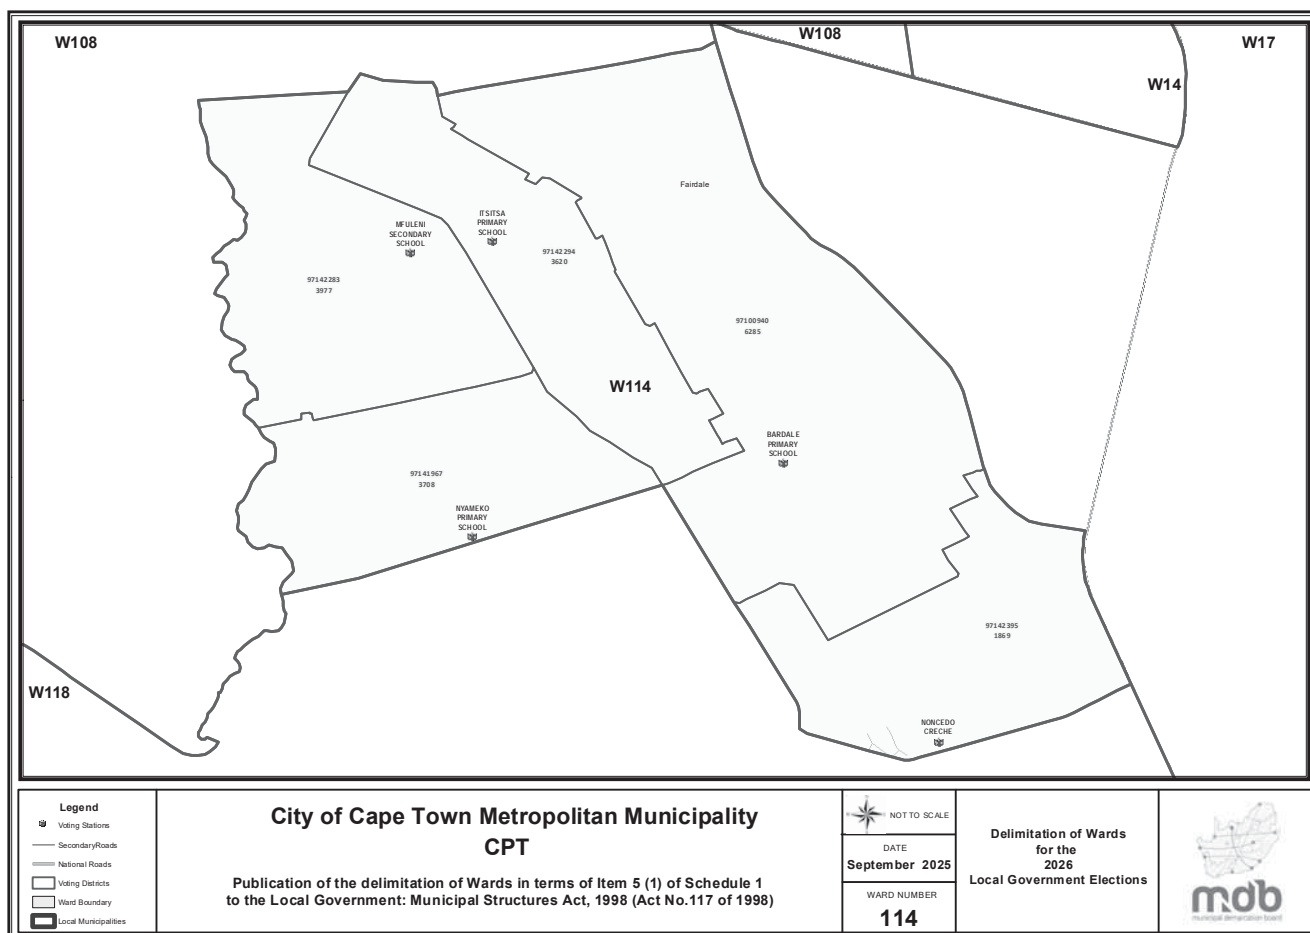 W108
W108
W17
W14
Fairdale
ITSITSA
PRIMARY
SCHOOL
MFULENI
SECONDARY
SCHOOL
97142294
3620
97142283
3977
97100940
6285
W114
BARDALE
PRIMARY
SCHOOL
97141967
3708
NYAMEKO
PRIMARY
SCHOOL
97142395
1869
W118
NONCEDO
CRECHE
Legend
Voting Stations
SecondaryRoads
National Roads
Voting Districts
Ward Boundary
Local Municipalities
City of Cape Town Metropolitan Municipality
CPT
Publication of the delimitation of Wards in terms of Item 5 (1) of Schedule 1
to the Local Government: Municipal Structures Act, 1998 (Act No.117 of 1998)
NOT TO SCALE
DATE
September 2025
WARD NUMBER
114
Delimitation of Wards
for the
2026
Local Government Elections
mdb
municipal demarcation board